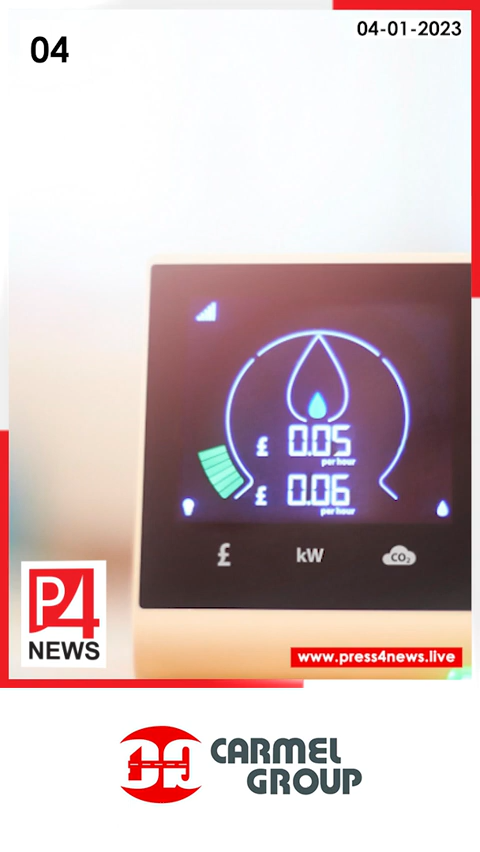 04-01-2023
04
£ 0.05
per hour
£ 0.06
per hour
£ kW CO₂
P4
NEWS
www.press4news.live
CARMEL
GROUP